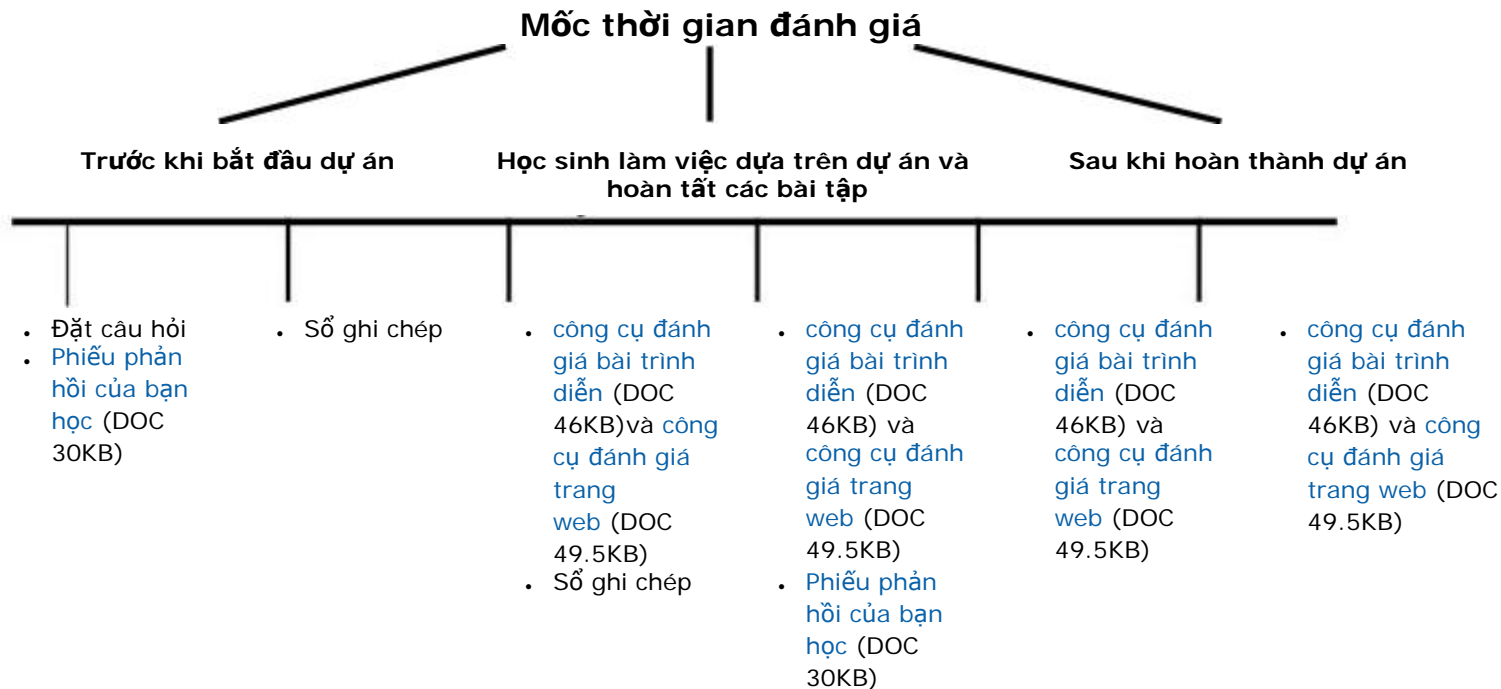 Mốc thời gian đánh giá
Trước khi bắt đầu dự án
Học sinh làm việc dựa trên dự án và
hoàn tất các bài tập
Sau khi hoàn thành dự án
Đặt câu hỏi
Phiếu phản
hồi của bạn
học (DOC
30KB)
Sổ ghi chép
công cụ đánh
giá bài trình
diễn (DOC
46KB)và công
cụ đánh giá
trang
web (DOC
49.5KB)
Sổ ghi chép
công cụ đánh
giá bài trình
diễn (DOC
46KB) và
công cụ đánh
giá trang
web (DOC
49.5KB)
Phiếu phản
hồi của bạn
học (DOC
30KB)
công cụ đánh
giá bài trình
diễn (DOC
46KB) và
công cụ đánh
giá trang
web (DOC
49.5KB)
công cụ đánh
giá bài trình
diễn (DOC
46KB) và công
cụ đánh giá
trang web (DOC
49.5KB)